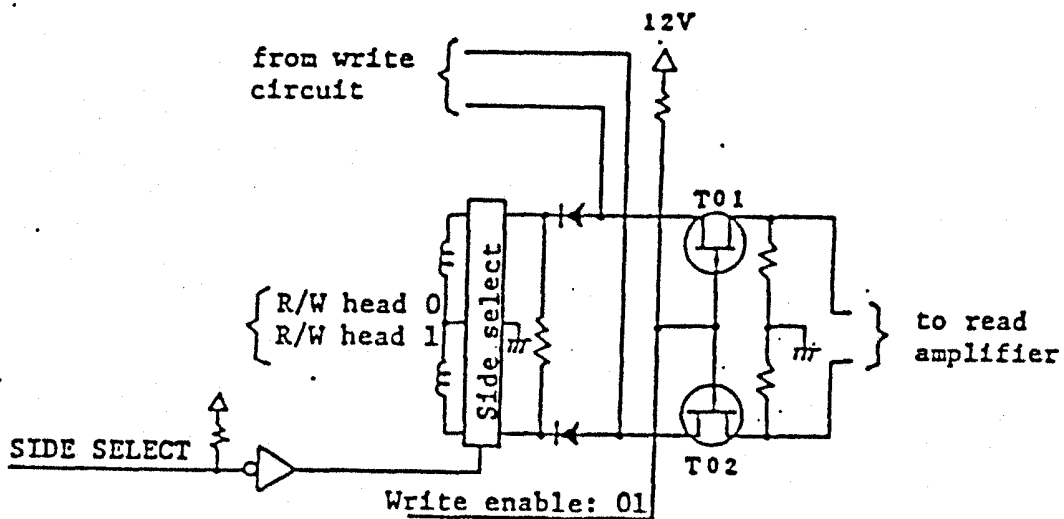 12V
from write
circuit
T01
Side select
R/W head 0
R/W head 1
to read
amplifier
SIDE SELECT
T02
Write enable: 01